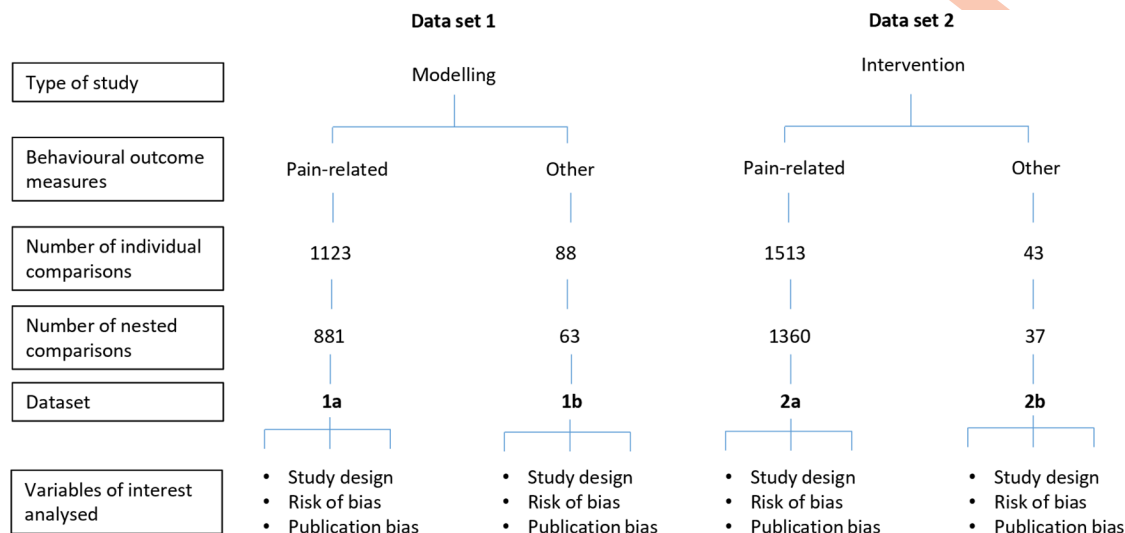 Data set 1
Data set 2
Type of study
Modelling
Intervention
Behavioural outcome
measures
Pain-related
Other
Pain-related
Other
Number of individual
comparisons
1123
88
1513
43
Number of nested
comparisons
881
63
1360
37
Dataset
1a
1b
2a
2b
Variables of interest
analysed
• Study design
• Risk of bias
• Publication bias
• Study design
• Risk of bias
• Publication bias
• Study design
• Risk of bias
• Publication bias
• Study design
• Risk of bias
• Publication bias